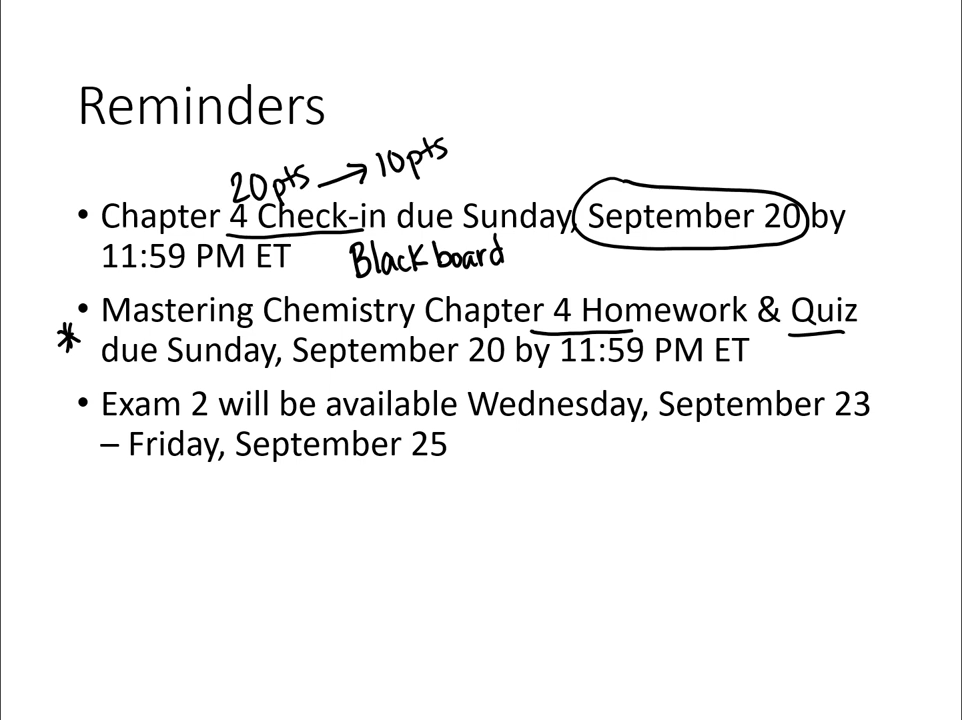 Reminders
20pts → 10pts
• Chapter 4 Check-in due Sunday, September 20 by
11:59 PM ET
Blackboard
• Mastering Chemistry Chapter 4 Homework & Quiz
* due Sunday, September 20 by 11:59 PM ET
• Exam 2 will be available Wednesday, September 23
– Friday, September 25